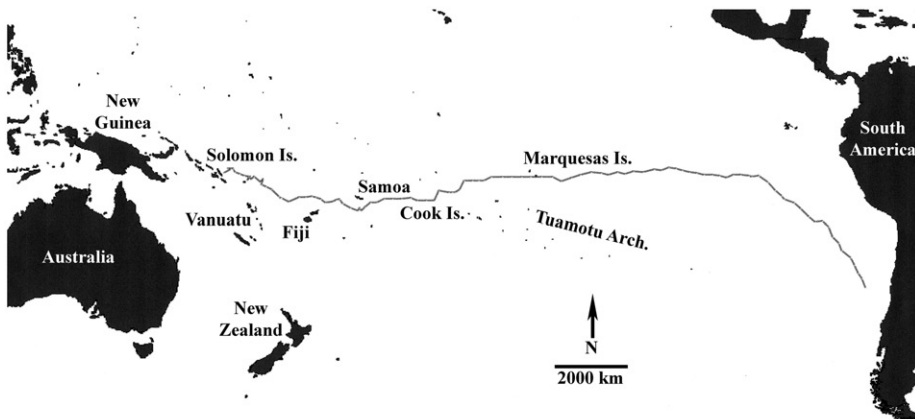 New
Guinea
Solomon Is.
South
America
Marquesas Is.
Samoa
Cook Is.
Vanuatu
Fiji
Tuamotu Arch.
Australia
New
Zealand
N
2000 km